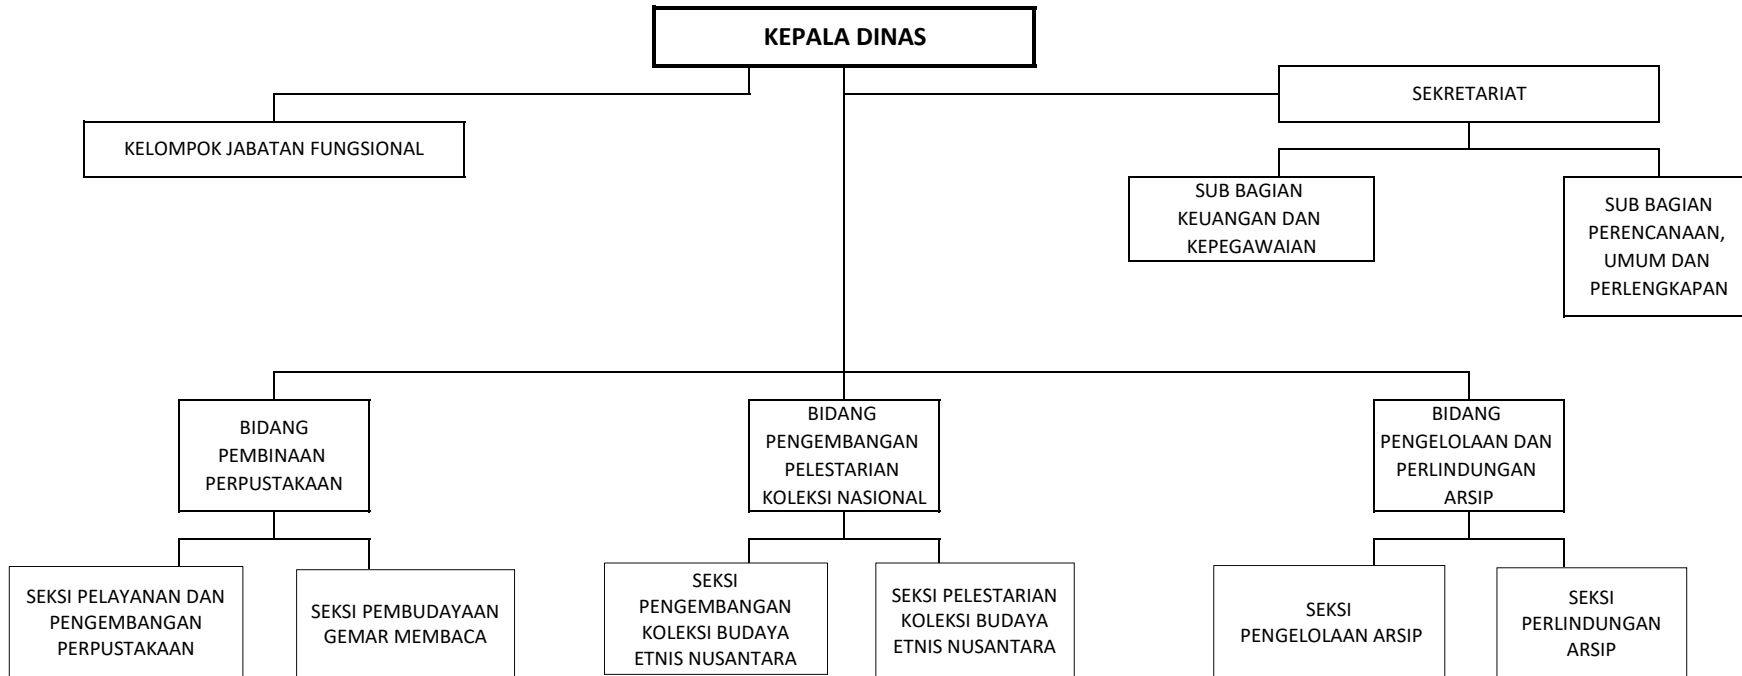 KEPALA DINAS
SEKRETARIAT
KELOMPOK JABATAN FUNGSIONAL
SUB BAGIAN
KEUANGAN DAN
KEPEGAWAIAN
SUB BAGIAN
PERENCANAAN,
UMUM DAN
PERLENGKAPAN
BIDANG
PEMBINAAN
PERPUSTAKAAN
BIDANG
PENGEMBANGAN
PELESTARIAN
KOLEKSI NASIONAL
BIDANG
PENGELOLAAN DAN
PERLINDUNGAN
ARSIP
SEKSI PELAYANAN DAN
PENGEMBANGAN
PERPUSTAKAAN
SEKSI PEMBUDAYAAN
GEMAR MEMBACA
SEKSI
PENGEMBANGAN
KOLEKSI BUDAYA
ETNIS NUSANTARA
SEKSI PELESTARIAN
KOLEKSI BUDAYA
ETNIS NUSANTARA
SEKSI
PENGELOLAAN ARSIP
SEKSI
PERLINDUNGAN
ARSIP